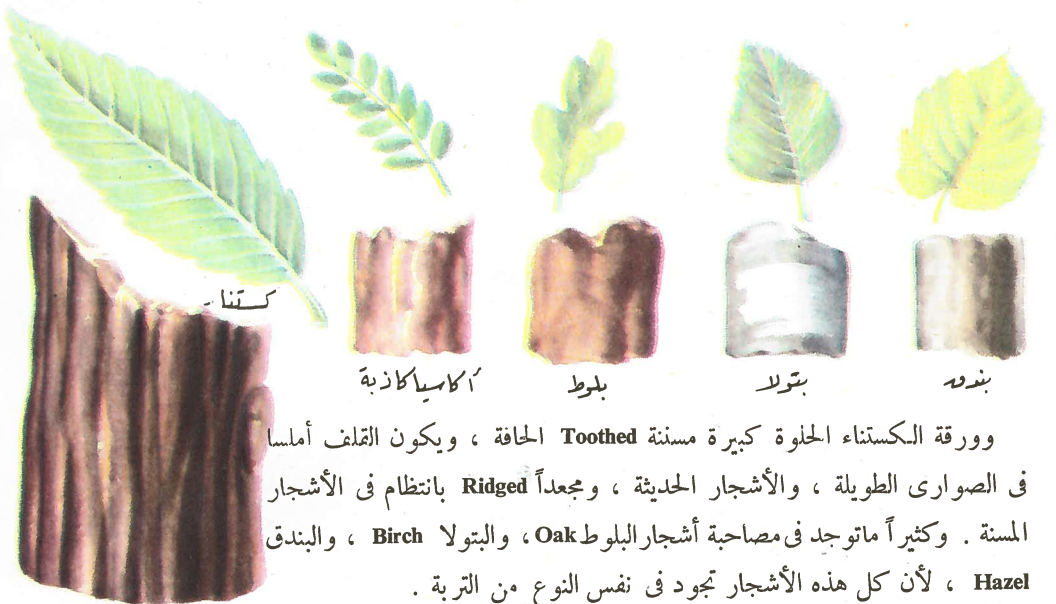 كستنا
أكاسيا كاذبة
بلوط
بتولا
بندق
وورقة الكستناء الحلوة كبيرة مسننة Toothed الحافة ، ويكون القلف أملسا
فى الصوارى الطويلة ، والأشجار الحديثة ، ومجعداً Ridged بانتظام فى الأشجار
المسنة . وكثيراً ماتوجد فى مصاحبة أشجار البلوط Oak ، والبتولا Birch ، والبندق
Hazel ، لأن كل هذه الأشجار تجود فى نفس النوع من التربة .